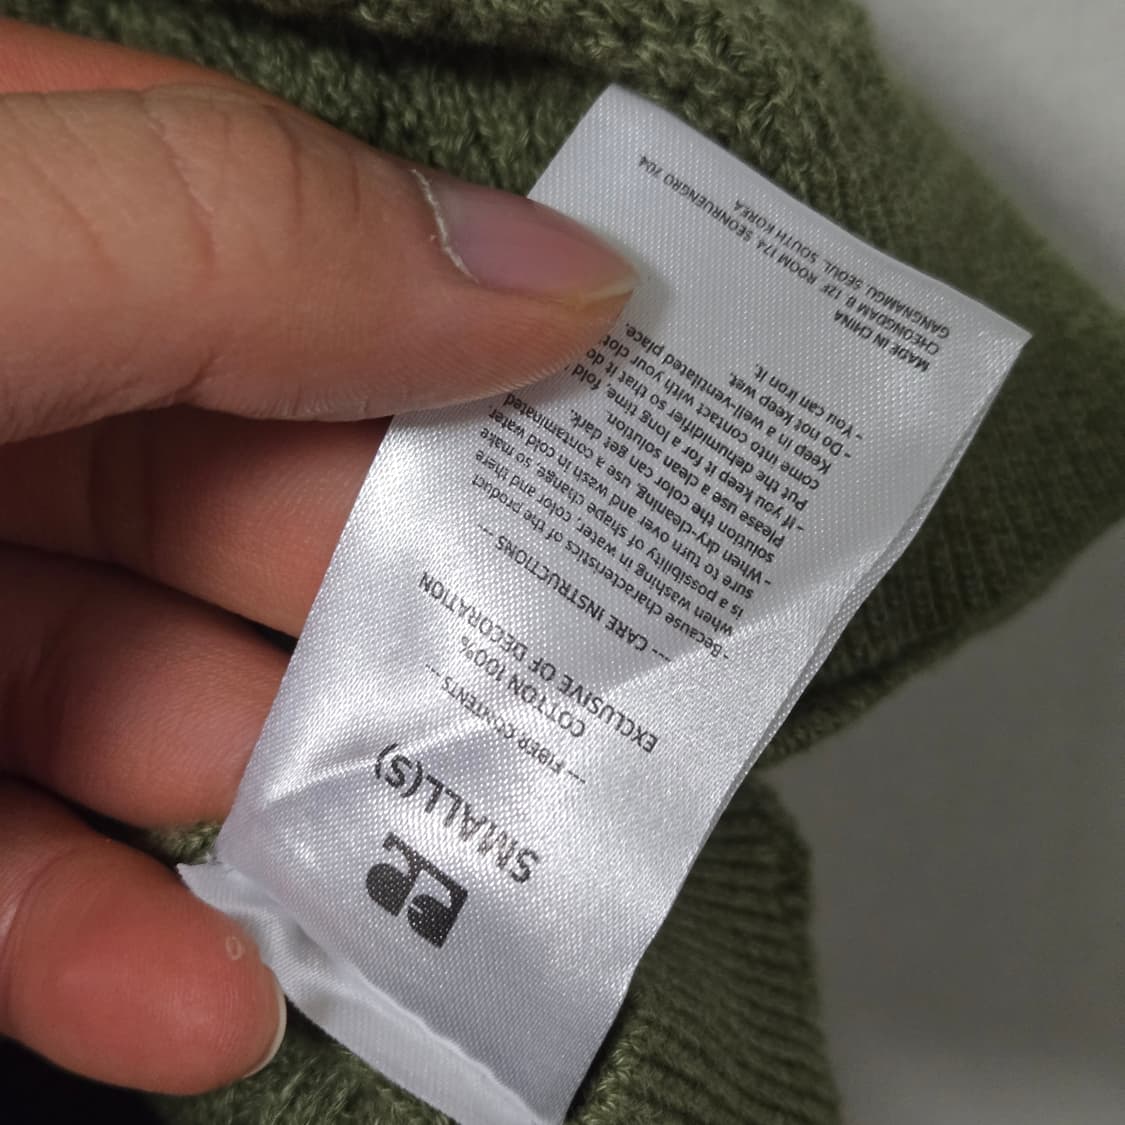 SMALL(S)
--- FIBER CONTENTS ---
COTTON 100%
EXCLUSIVE OF DECORATION
--- CARE INSTRUCTIONS ---
- Because characteristics of the product
when washing in water, color and there
is a possibility of shape change, so make
sure to turn over and wash in cold water.
- When dry-cleaning, use a contaminated
solution the color can get dark.
Please use a clean solution.
- If you keep it for a long time, fold
Put the dehumidifier so that it do
come into contact with your clot
Keep in a well-ventilated place.
- Do not keep wet.
- You can iron it.
MADE IN CHINA
CHEONGDAM B 12F ROOM 174, SEONRUENGRO 704
GANGNAMGU, SEOUL, SOUTH KOREA